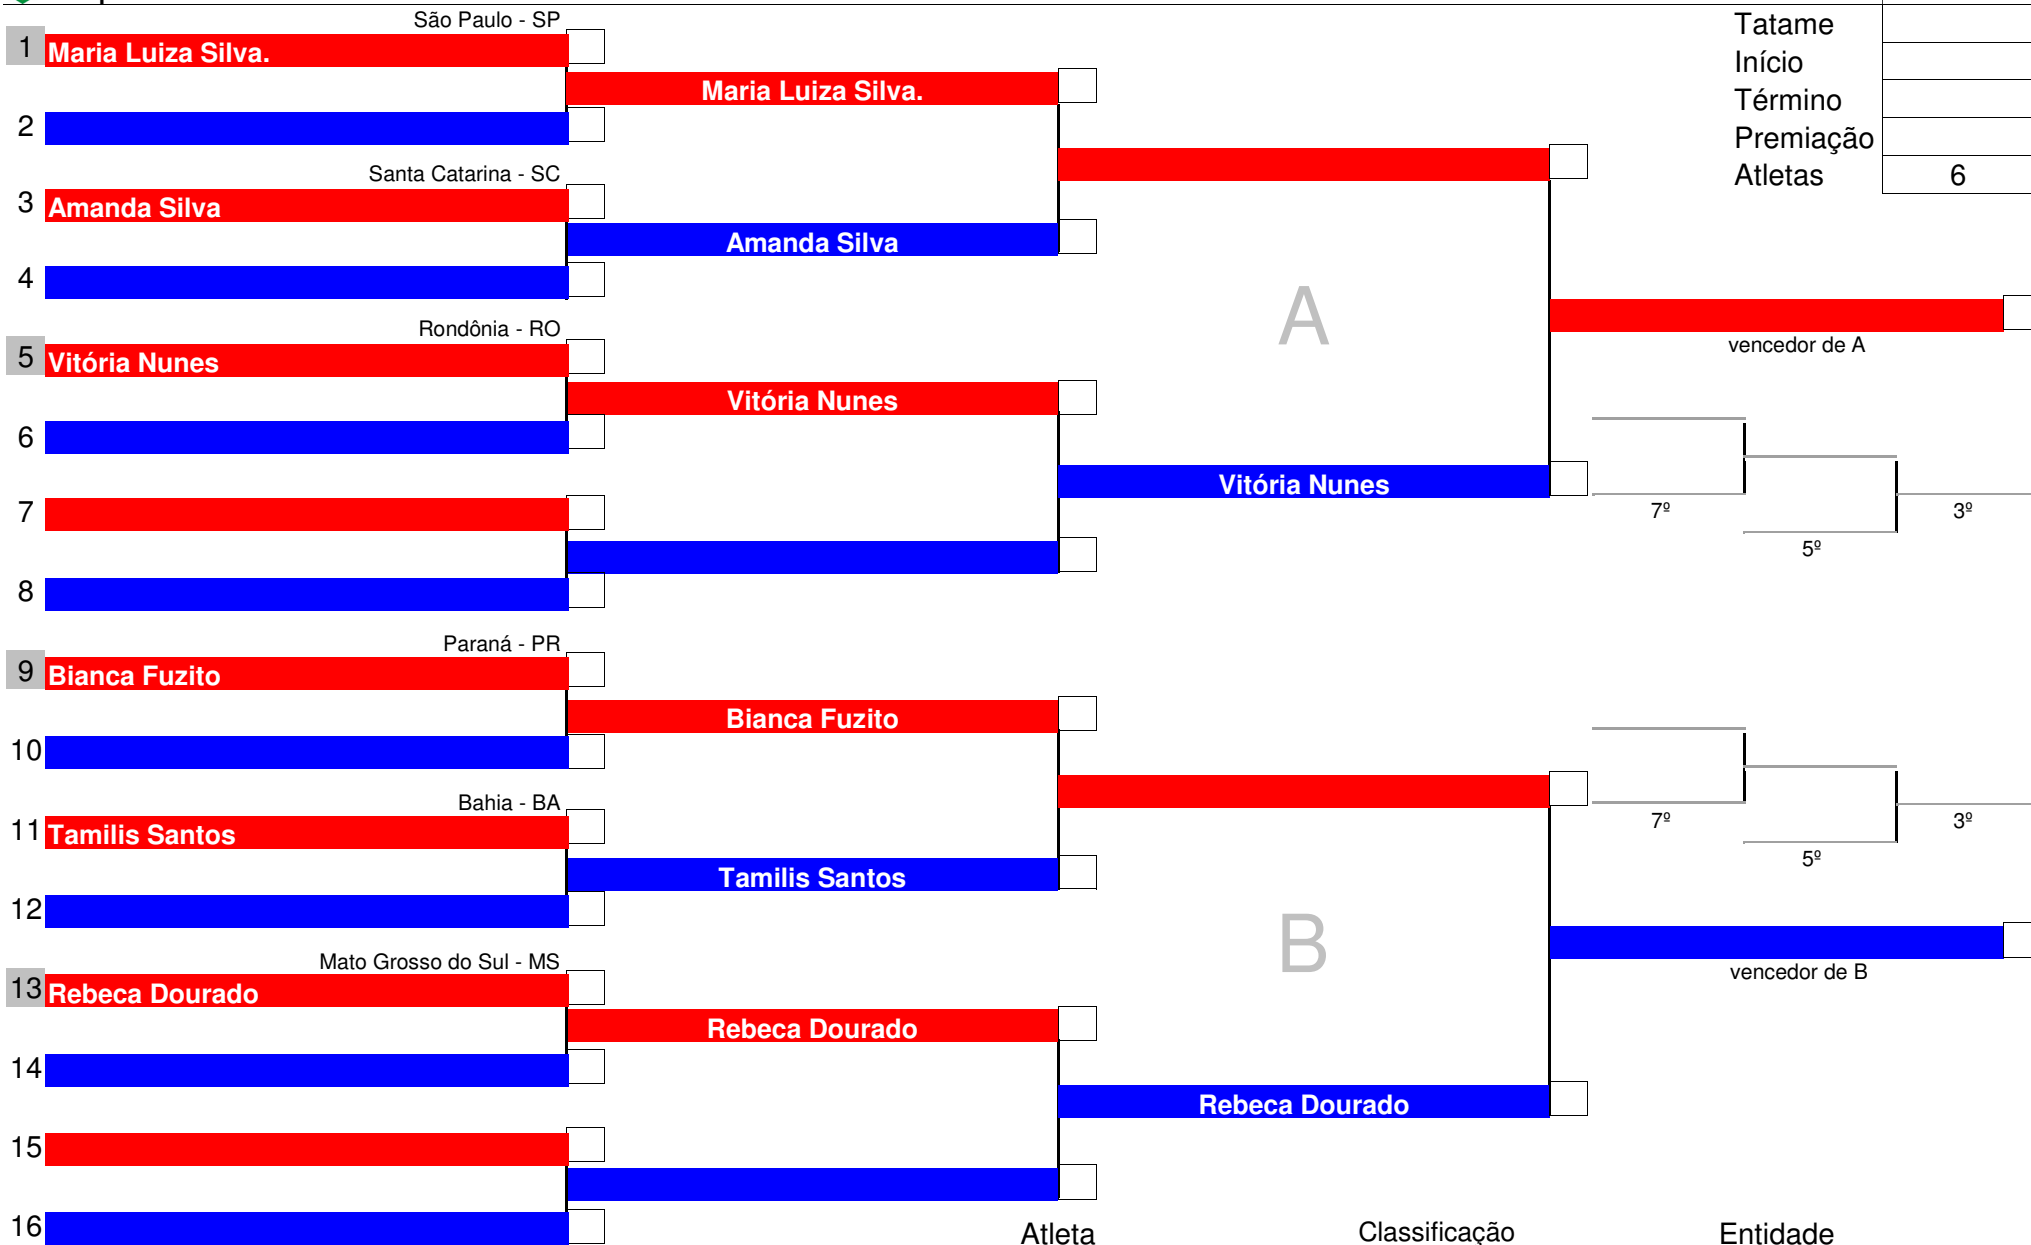 São Paulo - SP
Tatame
1 Maria Luiza Silva.
Início
Maria Luiza Silva.
Término
2
Premiação
Santa Catarina - SC
Atletas 6
3 Amanda Silva
Amanda Silva
4
A
Rondônia - RO
vencedor de A
5 Vitória Nunes
Vitória Nunes
6
Vitória Nunes
7
7º 3º
5º
8
Paraná - PR
9 Bianca Fuzito
Bianca Fuzito
10
Bahia - BA
7º 3º
11 Tamilis Santos
5º
Tamilis Santos
12
B
Mato Grosso do Sul - MS
vencedor de B
13 Rebeca Dourado
Rebeca Dourado
14
Rebeca Dourado
15
16
Atleta Classificação Entidade